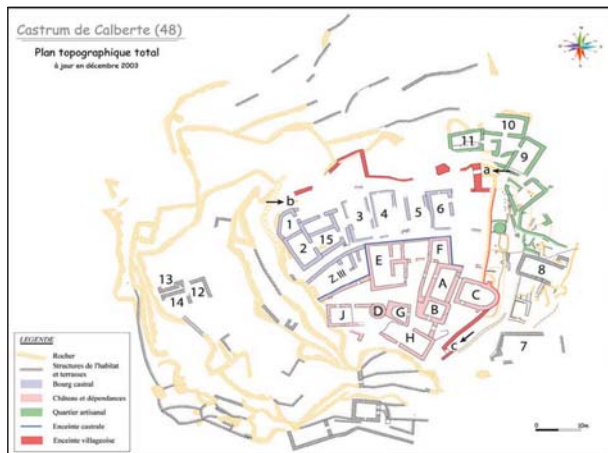 Castrum de Calberte (48)
Plan topographique total
à jour en décembre 2003
10
11
9
a
b
1
3
4
5
6
2
15
Z.III
E
F
8
13
12
14
A
C
J
D
G
B
H
c
7
LEGENDE
Rocher
Structures de l'habitat
et terrasses
Bourg castral
Château et dépendances
Quartier artisanal
Enceinte castrale
Enceinte villageoise
0 10m